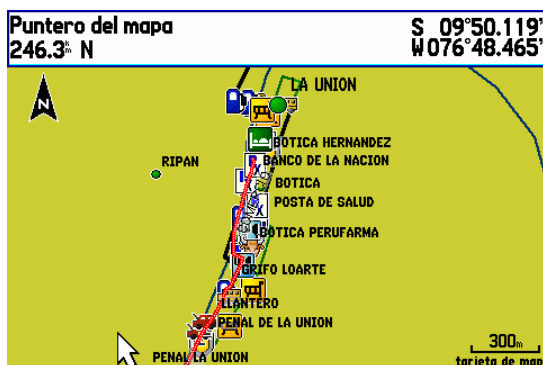 Puntero del mapa
246.3 km N
S 09°50.119'
W076°48.465'
N
LA UNION
BOTICA HERNANDEZ
BANCO DE LA NACION
RIPAN
BOTICA
POSTA DE SALUD
BOTICA PERUFARMA
GRIFO LOARTE
LLANTERO
PENAL DE LA UNION
PENAL LA UNION
300m
tarjeta de map